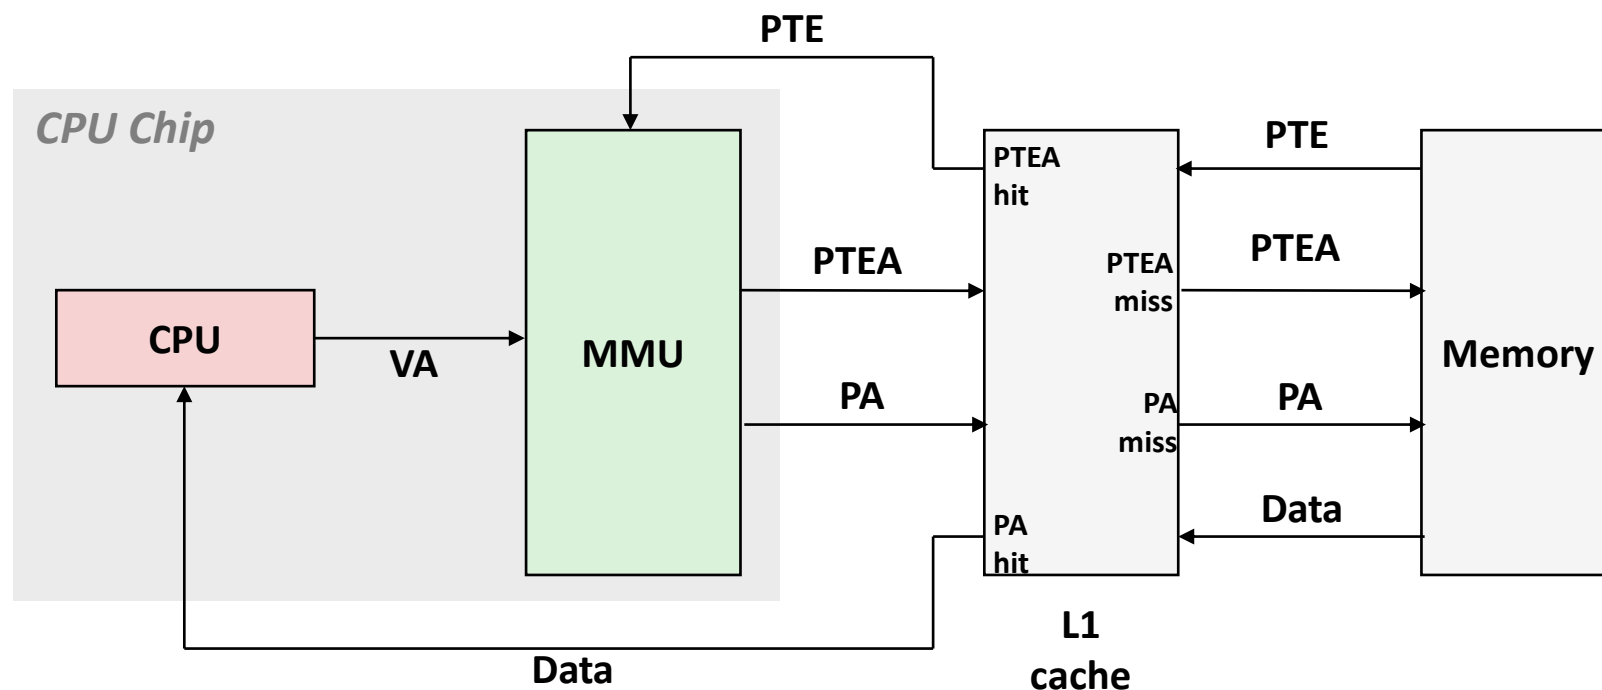 PTE
CPU Chip
PTEA
hit
PTE
PTEA
PTEA
miss
PTEA
CPU
VA
MMU
Memory
PA
PA
miss
PA
PA
hit
Data
L1
cache
Data